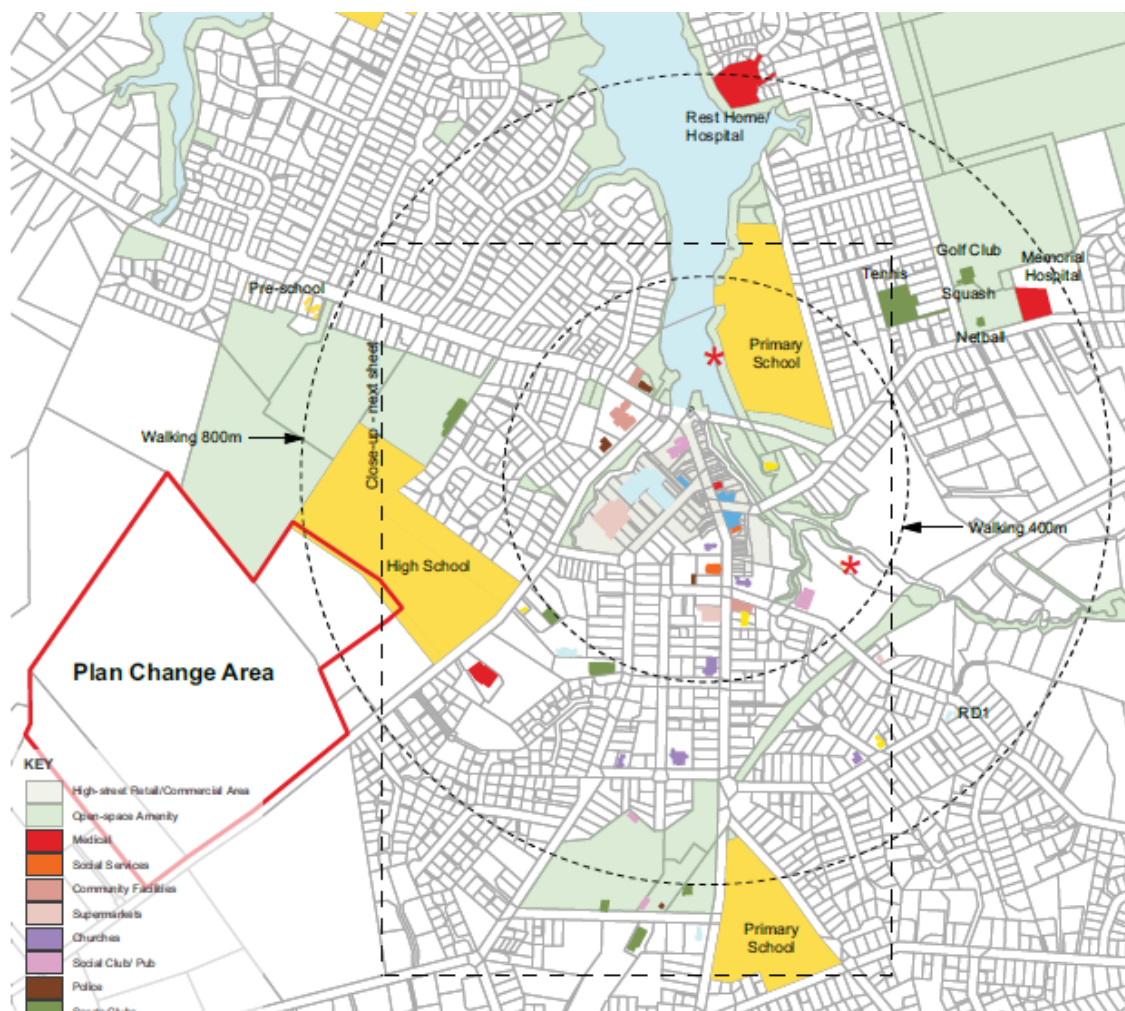 Rest Home/
Hospital
Golf Club
Memorial
Hospital
Tennis
Squash
Netball
Pre-school
Primary
School
Close-up - next sheet
Walking 800m
*
Walking 400m
High School
*
Plan Change Area
RD1
KEY
High-street Retail/Commercial Area
Open-space Amenity
Medical
Social Services
Community Facilities
Supermarkets
Churches
Social Club/ Pub
Police
Primary
School